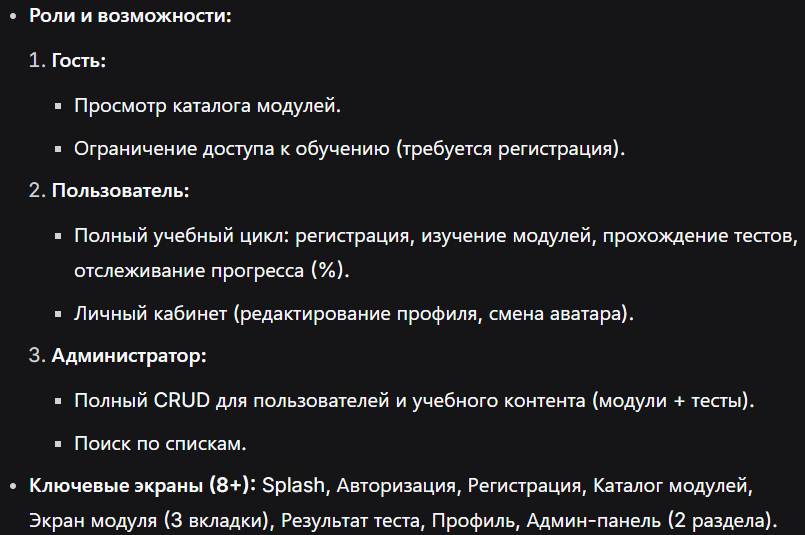 • Роли и возможности:
1. Гость:
▪ Просмотр каталога модулей.
▪ Ограничение доступа к обучению (требуется регистрация).
2. Пользователь:
▪ Полный учебный цикл: регистрация, изучение модулей, прохождение тестов,
отслеживание прогресса (%).
▪ Личный кабинет (редактирование профиля, смена аватара).
3. Администратор:
▪ Полный CRUD для пользователей и учебного контента (модули + тесты).
▪ Поиск по спискам.
• Ключевые экраны (8+): Splash, Авторизация, Регистрация, Каталог модулей,
Экран модуля (3 вкладки), Результат теста, Профиль, Админ-панель (2 раздела).